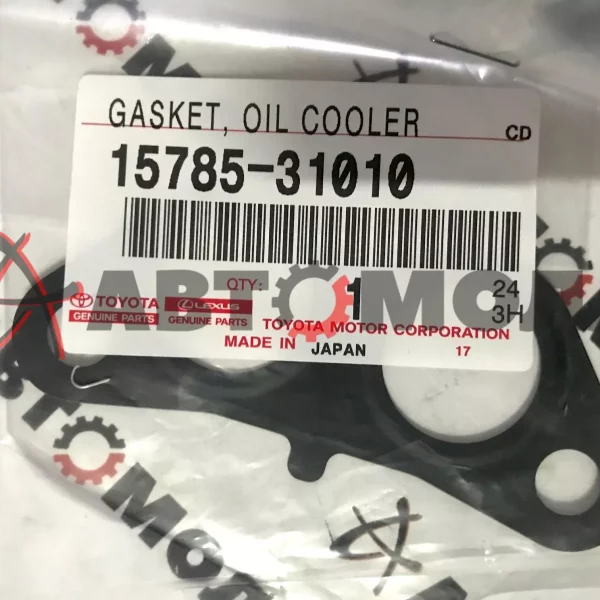 GASKET, OIL COOLER CD
15785-31010
QTY: 1 24
3H
TOYOTA LEXUS
GENUINE PARTS GENUINE PARTS
TOYOTA MOTOR CORPORATION
MADE IN JAPAN 17
АВТОМОТ